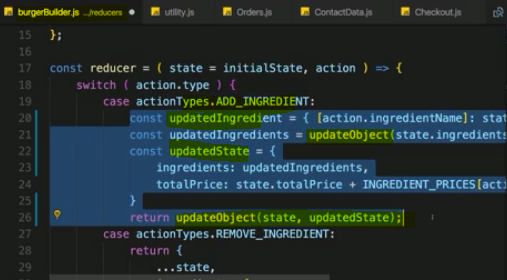 burgerBuilder.js .../reducers
utility.js
Orders.js
ContactData.js
Checkout.js
15 };
16
17 const reducer = ( state = initialState, action ) => {
18 switch ( action.type ) {
19 case actionTypes.ADD_INGREDIENT:
20 const updatedIngredient = { [action.ingredientName]: stat
21 const updatedIngredients = updateObject(state.ingredients
22 const updatedState = {
23 ingredients: updatedIngredients,
24 totalPrice: state.totalPrice + INGREDIENT_PRICES[acti
25 }
26 return updateObject(state, updatedState);
27 case actionTypes.REMOVE_INGREDIENT:
28 return {
29 ...state,